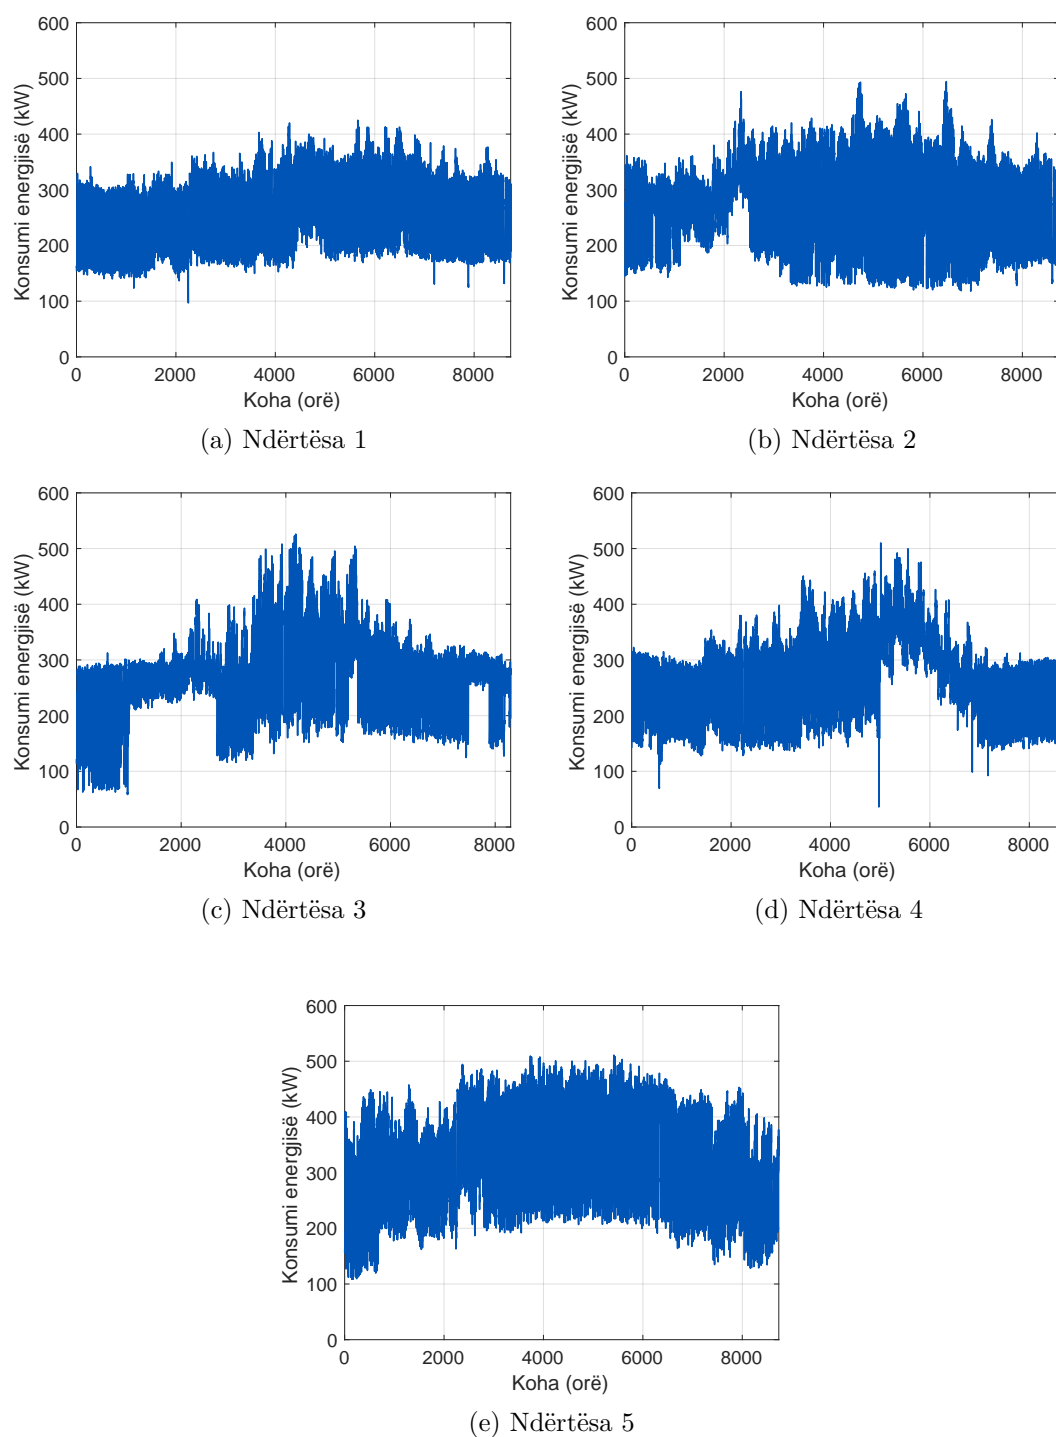 600
500
400
300
200
100
0
Konsumi energjisë (kW)
0 2000 4000 6000 8000
Koha (orë)
(a) Ndërtësa 1
600
500
400
300
200
100
0
Konsumi energjisë (kW)
0 2000 4000 6000 8000
Koha (orë)
(b) Ndërtësa 2
600
500
400
300
200
100
0
Konsumi energjisë (kW)
0 2000 4000 6000 8000
Koha (orë)
(c) Ndërtësa 3
600
500
400
300
200
100
0
Konsumi energjisë (kW)
0 2000 4000 6000 8000
Koha (orë)
(d) Ndërtësa 4
600
500
400
300
200
100
0
Konsumi energjisë (kW)
0 2000 4000 6000 8000
Koha (orë)
(e) Ndërtësa 5